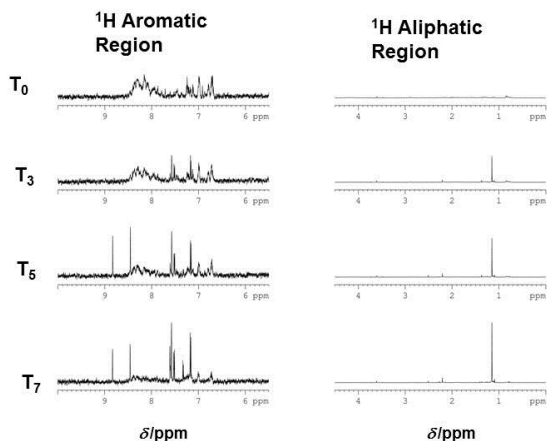 ¹H Aromatic
Region
¹H Aliphatic
Region
T₀
9 8 7 6 ppm
4 3 2 1 ppm
T₃
9 8 7 6 ppm
4 3 2 1 ppm
T₅
9 8 7 6 ppm
4 3 2 1 ppm
T₇
9 8 7 6 ppm
4 3 2 1 ppm
δ/ppm
δ/ppm